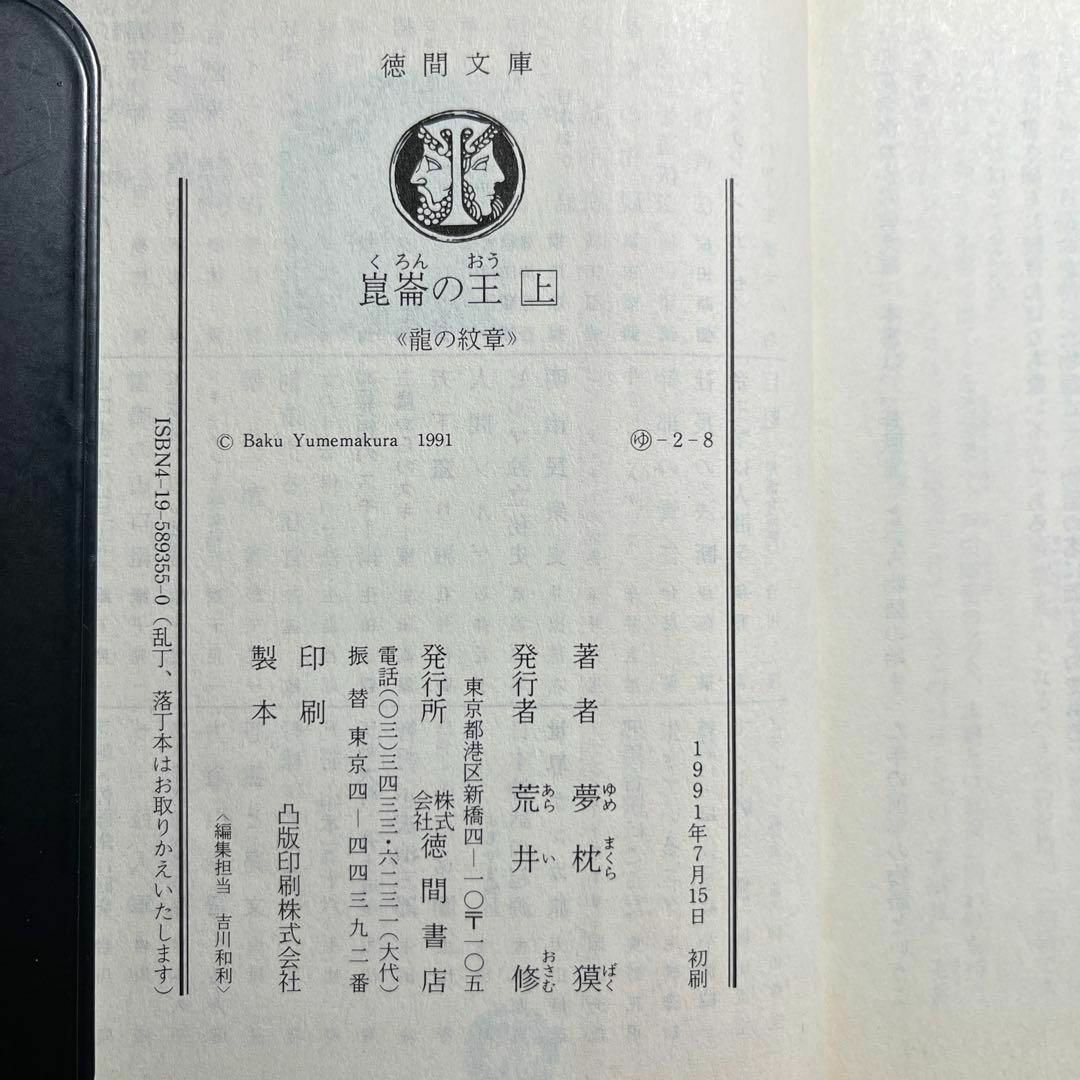 徳間文庫
くろん おう
崑崙の王 上
《龍の紋章》
© Baku Yumemakura 1991
ゆ-2-8
1991年7月15日 初刷
著者 夢枕 獏
ゆめ まくら ばく
発行者 荒井 修
あら い おさむ
東京都港区新橋四-一〇〒一〇五
発行所 株式会社 徳間書店
電話(〇三)三四三三・六二三一(大代)
振替 東京四-四四三九二番
印刷
製本
凸版印刷株式会社
〈編集担当 吉川和利〉
ISBN4-19-589355-0 (乱丁、落丁本はお取りかえいたします)